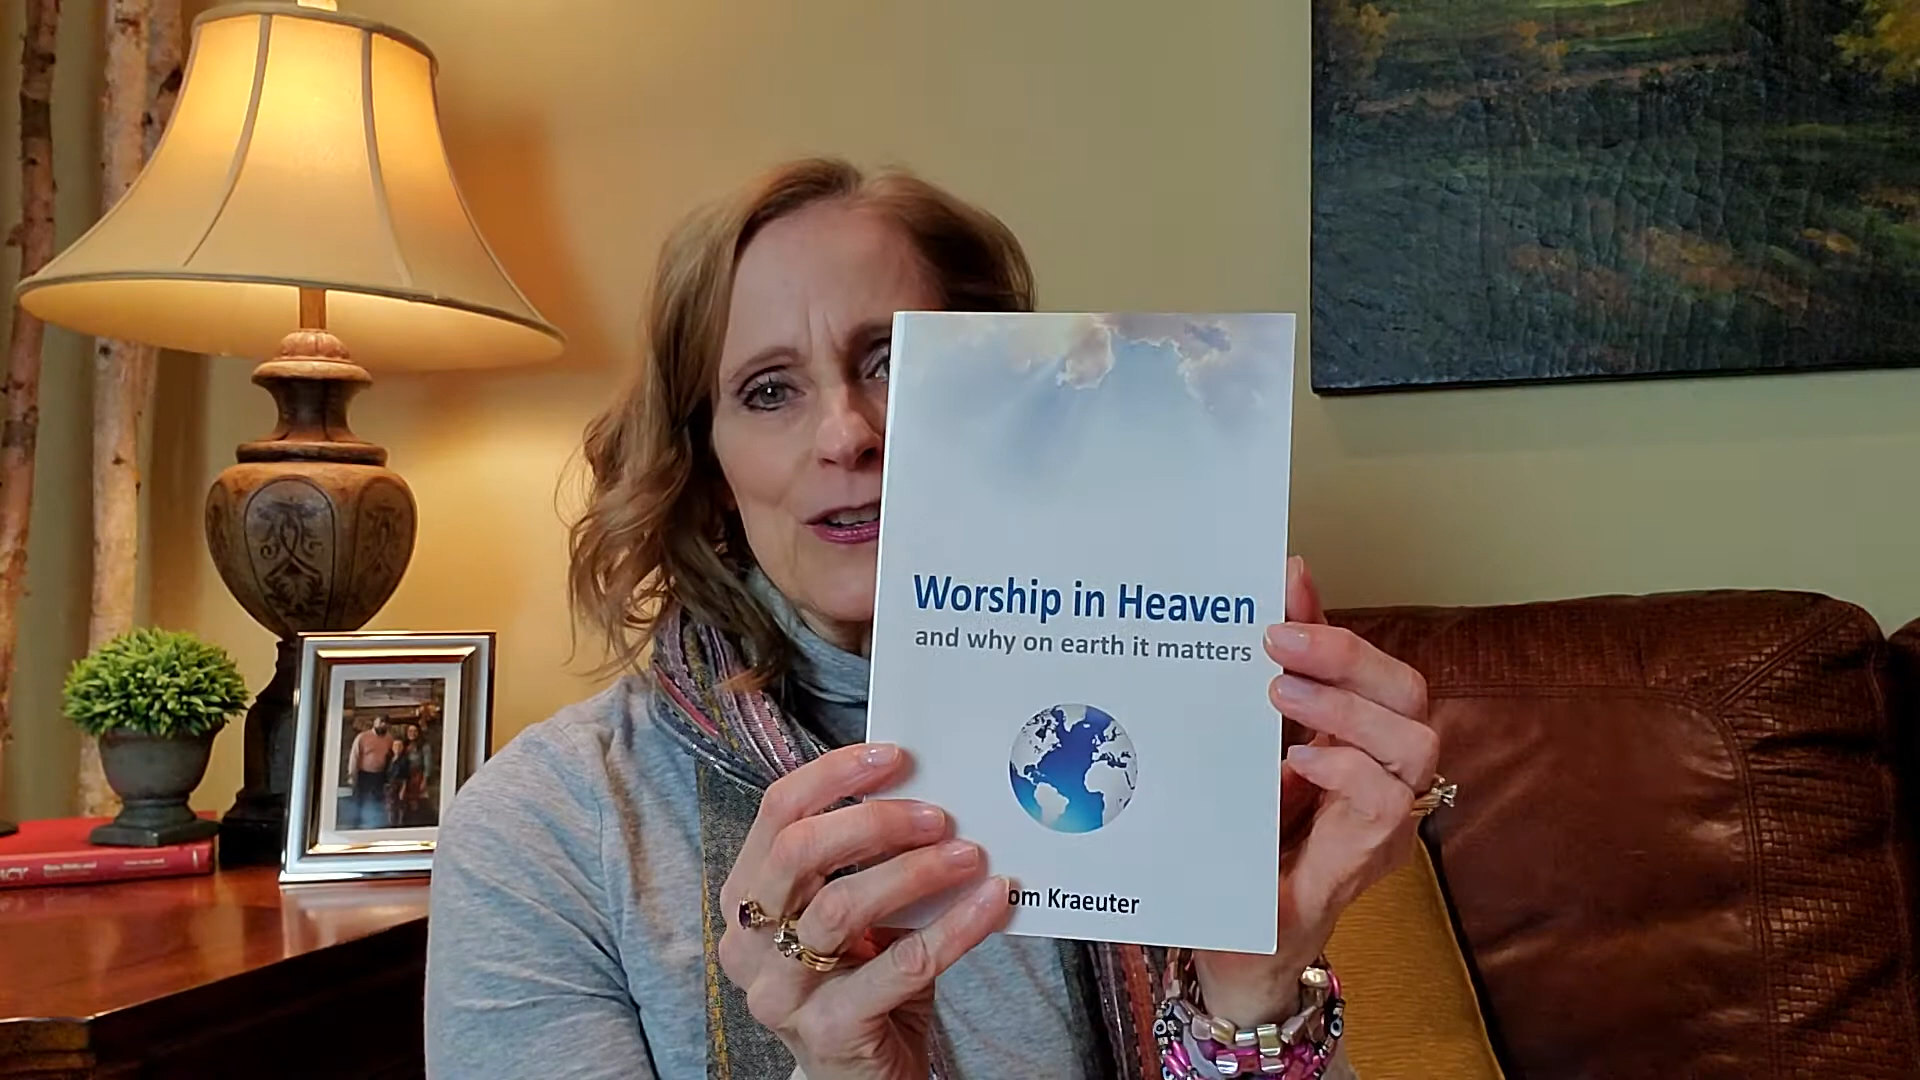 Worship in Heaven
and why on earth it matters
om Kraeuter